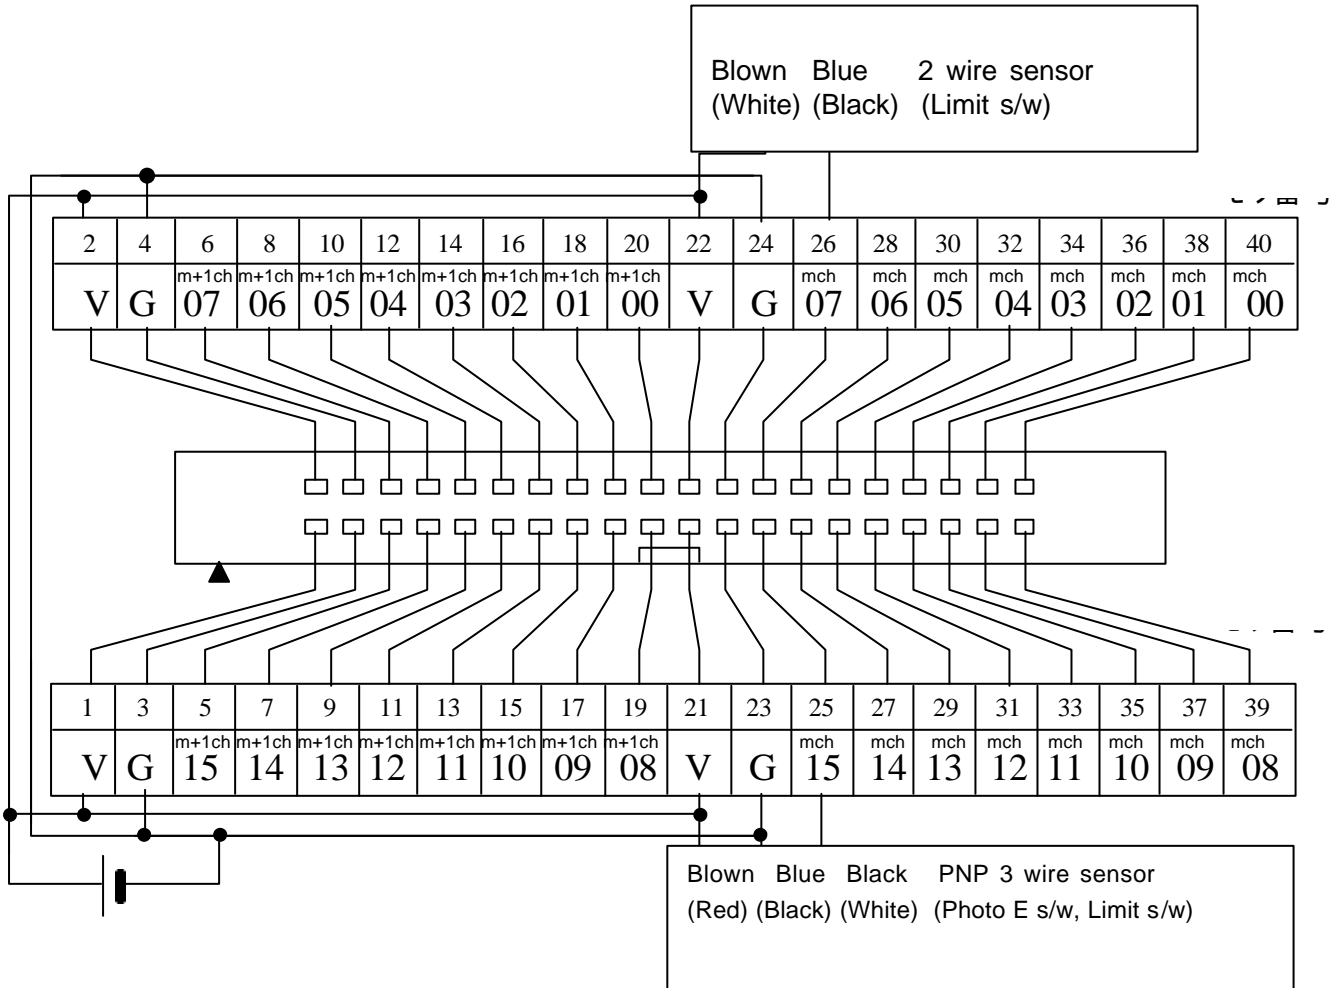 Blown Blue 2 wire sensor
(White) (Black) (Limit s/w)
2 4 6 8 10 12 14 16 18 20 22 24 26 28 30 32 34 36 38 40
m+1ch m+1ch m+1ch m+1ch m+1ch m+1ch m+1ch m+1ch mch mch mch mch mch mch mch mch
V G 07 06 05 04 03 02 01 00 V G 07 06 05 04 03 02 01 00
1 3 5 7 9 11 13 15 17 19 21 23 25 27 29 31 33 35 37 39
m+1ch m+1ch m+1ch m+1ch m+1ch m+1ch m+1ch m+1ch mch mch mch mch mch mch mch mch
V G 15 14 13 12 11 10 09 08 V G 15 14 13 12 11 10 09 08
Blown Blue Black PNP 3 wire sensor
(Red) (Black) (White) (Photo E s/w, Limit s/w)